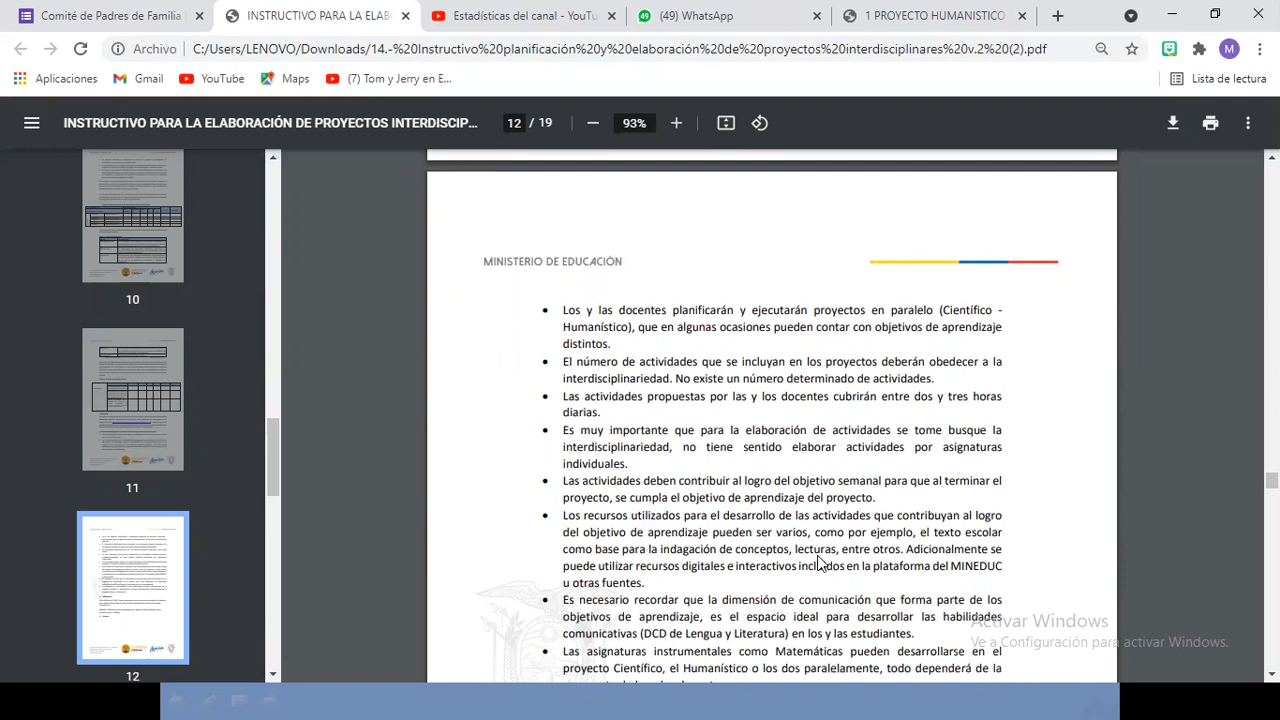 Comité de Padres de Familia
INSTRUCTIVO PARA LA ELAB
Estadísticas del canal - YouTu
(49) WhatsApp
1 PROYECTO HUMANISTICO
Archivo
C:/Users/LENOVO/Downloads/14.-%20Instructivo%20planificación%20y%20elaboración%20de%20proyectos%20interdisciplinares%20v.2%20(2).pdf
M
Aplicaciones
Gmail
YouTube
Maps
(7) Tom y Jerry en E...
Lista de lectura
INSTRUCTIVO PARA LA ELABORACIÓN DE PROYECTOS INTERDISCIP...
12 / 19
93%
10
11
12
MINISTERIO DE EDUCACIÓN
• Los y las docentes planificarán y ejecutarán proyectos en paralelo (Científico -
Humanístico), que en algunas ocasiones pueden contar con objetivos de aprendizaje
distintos.
• El número de actividades que se incluyan en los proyectos deberán obedecer a la
interdisciplinariedad. No existe un número determinado de actividades.
• Las actividades propuestas por las y los docentes cubrirán entre dos y tres horas
diarias.
• Es muy importante que para la elaboración de actividades se tome busque la
interdisciplinariedad, no tiene sentido elaborar actividades por asignaturas
individuales.
• Las actividades deben contribuir al logro del objetivo semanal para que al terminar el
proyecto, se cumpla el objetivo de aprendizaje del proyecto.
• Los recursos utilizados para el desarrollo de las actividades que contribuyan al logro
del objetivo de aprendizaje pueden ser varios, como por ejemplo, el texto escolar
como base para la indagación de conceptos, entre otros. Adicionalmente se
puede utilizar recursos digitales e interactivos incluidos en la plataforma del MINEDUC
u otras fuentes.
• Es necesario recordar que la dimensión de comunicación que forma parte de los
objetivos de aprendizaje, es el espacio ideal para desarrollar las habilidades
comunicativas (DCD de Lengua y Literatura) en los y las estudiantes.
• Las asignaturas instrumentales como Matemáticas pueden desarrollarse en el
proyecto Científico, el Humanístico o los dos paralelamente, todo dependerá de la
Activar Windows
Ve a Configuración para activar Windows.